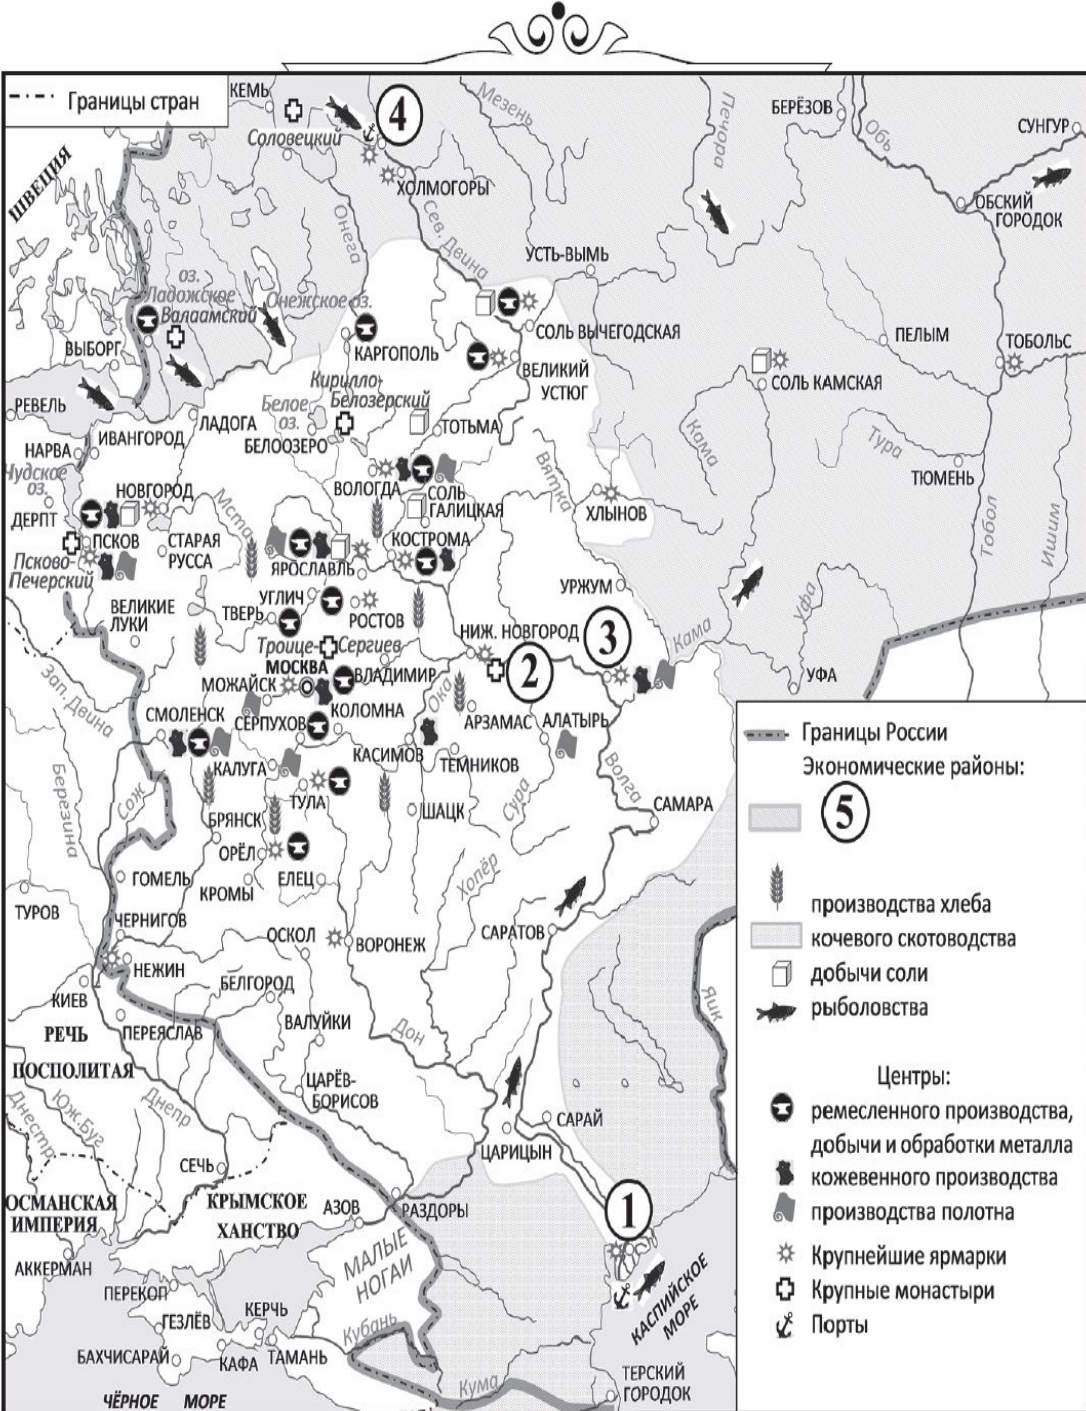 Границы стран
КЕМЬ
Соловецкий
4
ХОЛМОГОРЫ
Мезень
Печора
БЕРЁЗОВ
Обь
СУНГУР
ОБСКИЙ
ГОРОДОК
ШВЕЦИЯ
Онега
Сев. Двина
УСТЬ-ВЫМЬ
оз.
Ладожское
Валаамский
Онежское оз.
ВЫБОРГ
КАРГОПОЛЬ
СОЛЬ ВЫЧЕГОДСКАЯ
ВЕЛИКИЙ
УСТЮГ
ПЕЛЫМ
ТОБОЛЬС
СОЛЬ КАМСКАЯ
РЕВЕЛЬ
Кирилло-
Белозерский
Белое
оз.
БЕЛООЗЕРО
ТОТЬМА
ЛАДОГА
ИВАНГОРОД
НАРВА
Чудское
оз.
Кама
Тура
ТЮМЕНЬ
Вятка
ВОЛОГДА
СОЛЬ
ГАЛИЦКАЯ
ХЛЫНОВ
Тобол
Ишим
ДЕРПТ
НОВГОРОД
Мста
ПСКОВ
Псково-
Печерский
СТАРАЯ
РУССА
ЯРОСЛАВЛЬ
КОСТРОМА
УРЖУМ
Уфа
ВЕЛИКИЕ
ЛУКИ
УГЛИЧ
ТВЕРЬ
РОСТОВ
НИЖ. НОВГОРОД
3
Кама
Троице-
Сергиев
МОСКВА
ВЛАДИМИР
2
УФА
Зап. Двина
МОЖАЙСК
Ока
СМОЛЕНСК
СЕРПУХОВ
КОЛОМНА
АРЗАМАС
АЛАТЫРЬ
КАСИМОВ
ТЕМНИКОВ
КАЛУГА
Березина
Сож
ТУЛА
ШАЦК
Сура
Волга
САМАРА
БРЯНСК
ОРЁЛ
ЕЛЕЦ
КРОМЫ
ГОМЕЛЬ
Хопёр
ТУРОВ
ЧЕРНИГОВ
ОСКОЛ
ВОРОНЕЖ
САРАТОВ
НЕЖИН
КИЕВ
БЕЛГОРОД
Яик
РЕЧЬ
ПОСПОЛИТАЯ
ПЕРЕЯСЛАВ
ВАЛУЙКИ
Дон
Днестр
Юж.Буг
Днепр
ЦАРЁВ-
БОРИСОВ
САРАЙ
ЦАРИЦЫН
СЕЧЬ
ОСМАНСКАЯ
ИМПЕРИЯ
КРЫМСКОЕ
ХАНСТВО
АЗОВ
РАЗДОРЫ
1
АККЕРМАН
МАЛЫЕ
НОГАИ
КАСПИЙСКОЕ
МОРЕ
ПЕРЕКОП
ГЕЗЛЁВ
КЕРЧЬ
Кубань
БАХЧИСАРАЙ
КАФА
ТАМАНЬ
Кума
ТЕРСКИЙ
ГОРОДОК
ЧЁРНОЕ МОРЕ
Границы России
Экономические районы:
5
производства хлеба
кочевого скотоводства
добычи соли
рыболовства
Центры:
ремесленного производства,
добычи и обработки металла
кожевенного производства
производства полотна
Крупнейшие ярмарки
Крупные монастыри
Порты